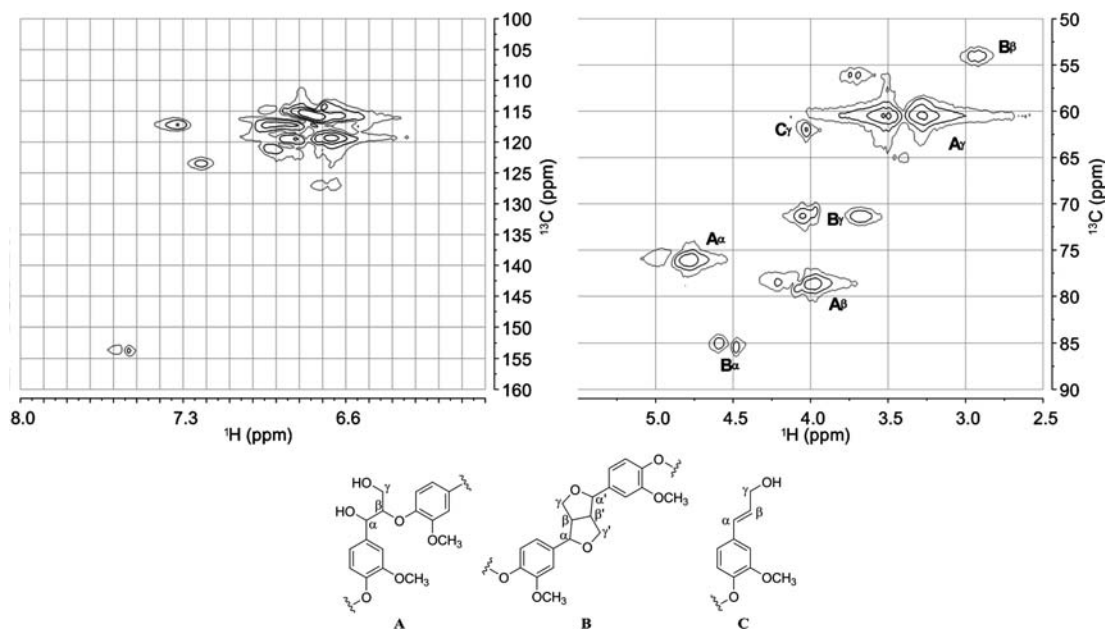 100
105
110
115
120
125
130
135
140
145
150
155
160
¹³C (ppm)
8.0 7.3 6.6
¹H (ppm)
50
55
60
65
70
75
80
85
90
¹³C (ppm)
5.0 4.5 4.0 3.5 3.0 2.5
¹H (ppm)
Bβ
Cγ
Aγ
Bγ
Aα
Aβ
Bα
HO γ
β
HO α O
OCH₃
OCH₃
O
A
O
OCH₃
O α'
γ
β β'
γ'
α O
O
OCH₃
B
OH
γ
α β
OCH₃
O
C